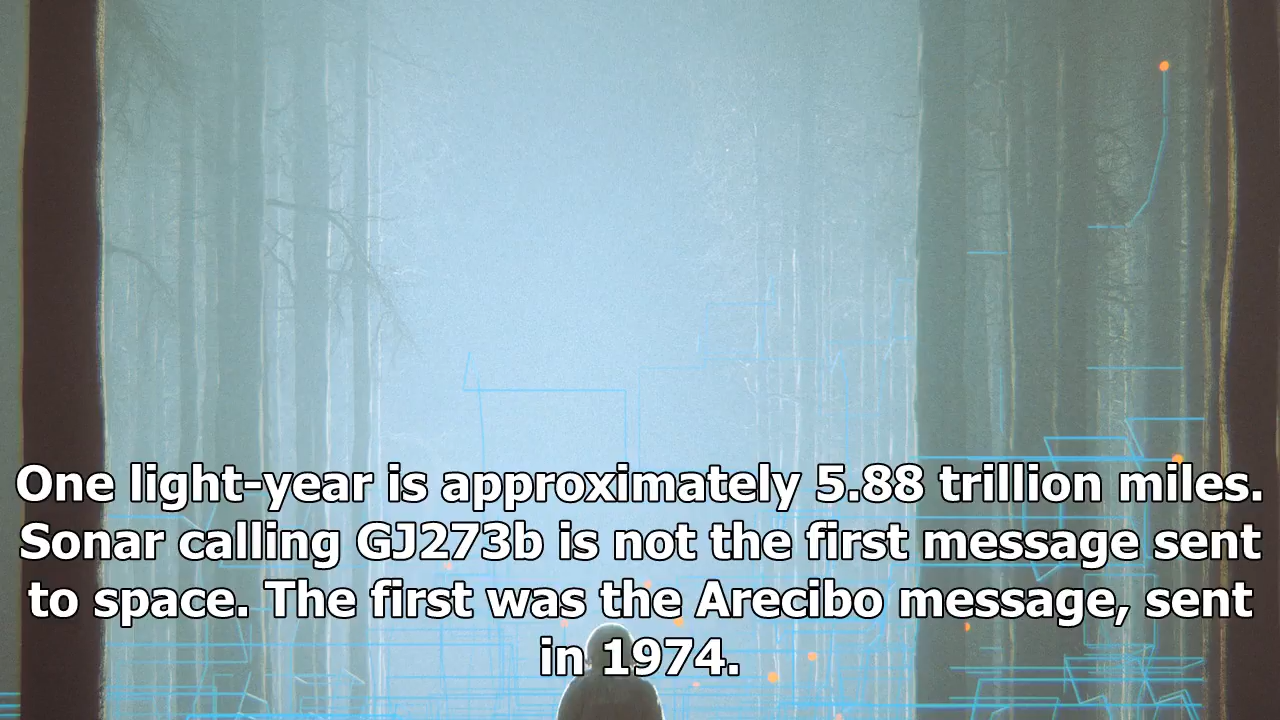 One light-year is approximately 5.88 trillion miles.
Sonar calling GJ273b is not the first message sent
to space. The first was the Arecibo message, sent
in 1974.